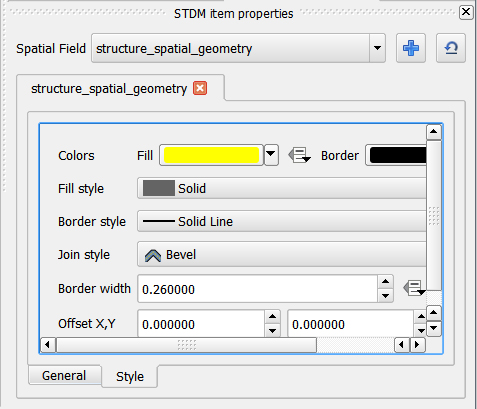 STDM item properties
Spatial Field structure_spatial_geometry
structure_spatial_geometry
Colors Fill Border
Fill style Solid
Border style Solid Line
Join style Bevel
Border width 0.260000
Offset X,Y 0.000000 0.000000
General Style